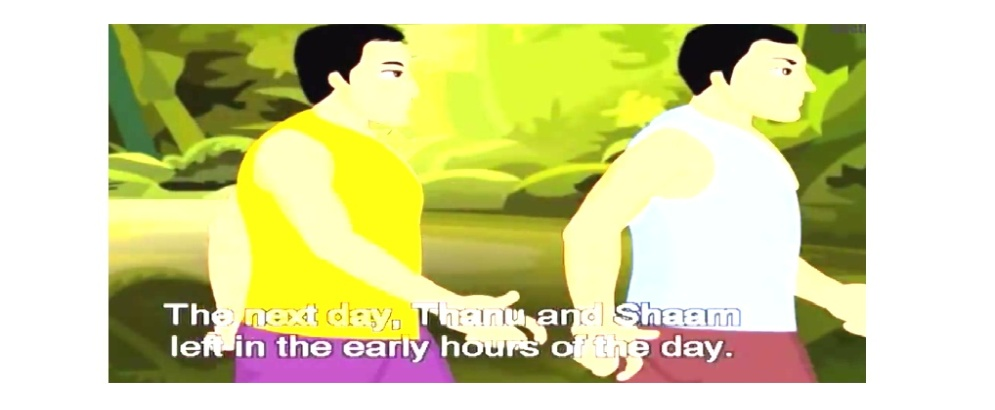 The next day, Thanu and Shaam
left in the early hours of the day.